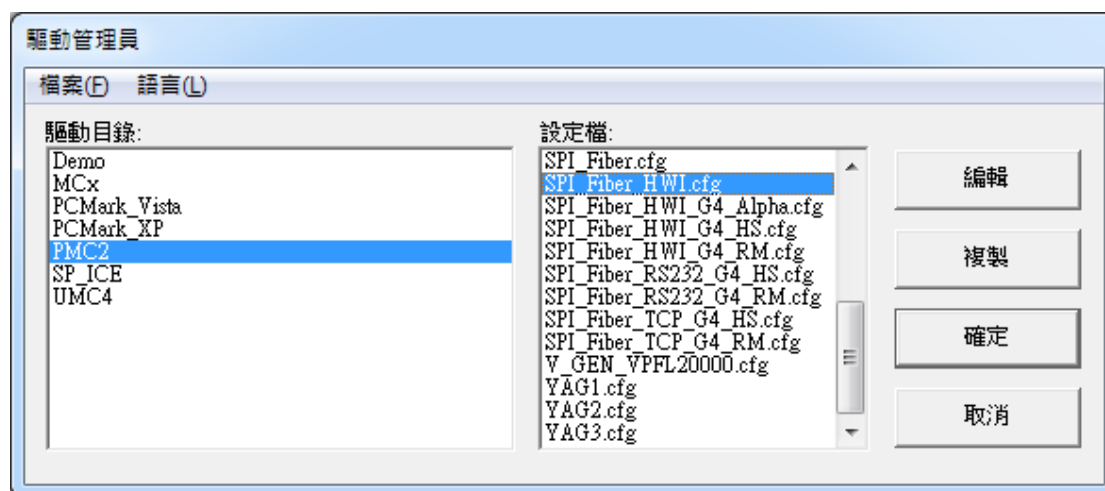 驅動管理員
檔案(F) 語言(L)
驅動目錄:
Demo
MCx
PCMark_Vista
PCMark_XP
PMC2
SP_ICE
UMC4
設定檔:
SPI_Fiber.cfg
SPI_Fiber_HWI.cfg
SPI_Fiber_HWI_G4_Alpha.cfg
SPI_Fiber_HWI_G4_HS.cfg
SPI_Fiber_HWI_G4_RM.cfg
SPI_Fiber_RS232_G4_HS.cfg
SPI_Fiber_RS232_G4_RM.cfg
SPI_Fiber_TCP_G4_HS.cfg
SPI_Fiber_TCP_G4_RM.cfg
V_GEN_VPFL20000.cfg
YAG1.cfg
YAG2.cfg
YAG3.cfg
編輯
複製
確定
取消